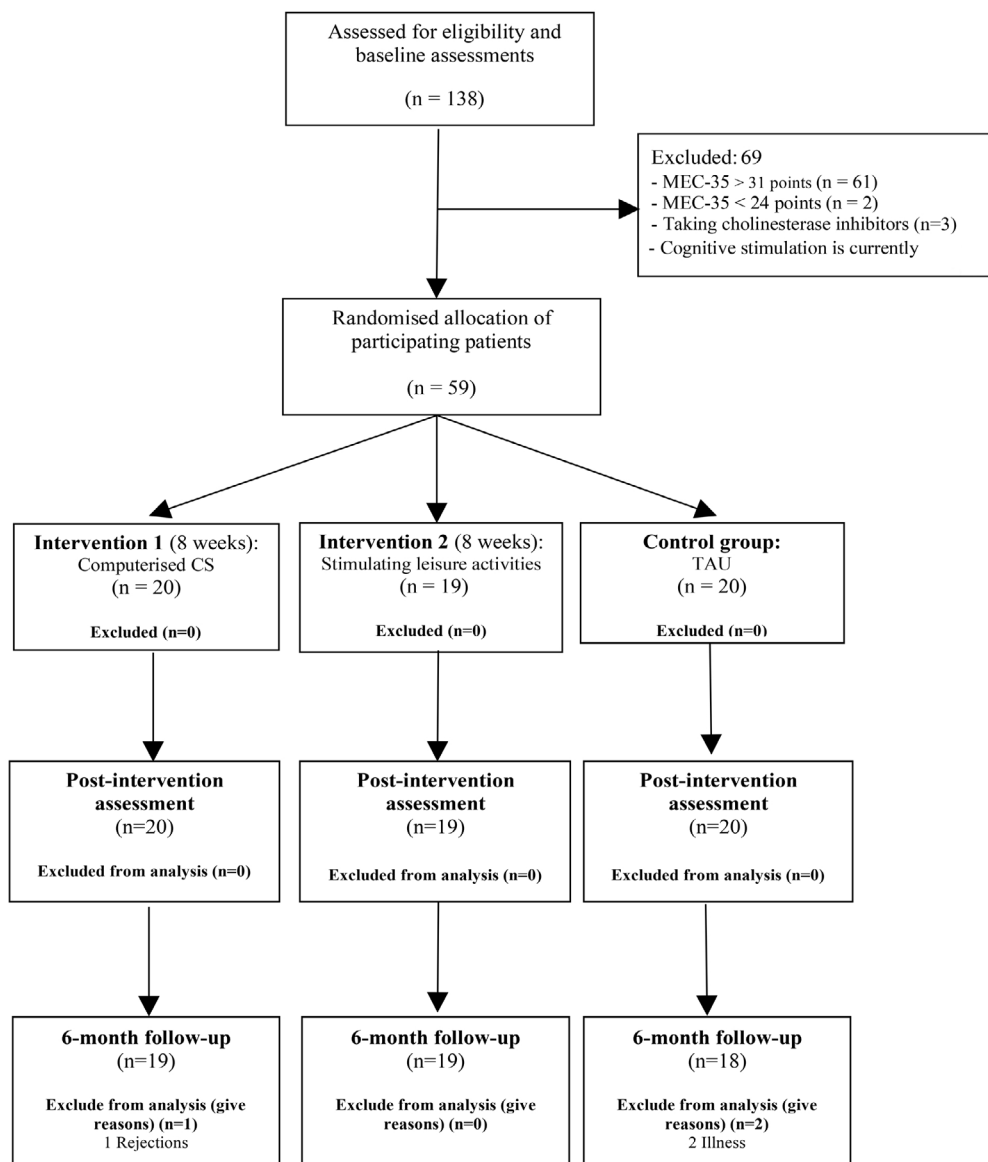 Assessed for eligibility and
baseline assessments
(n = 138)
Excluded: 69
- MEC-35 > 31 points (n = 61)
- MEC-35 < 24 points (n = 2)
- Taking cholinesterase inhibitors (n=3)
- Cognitive stimulation is currently
Randomised allocation of
participating patients
(n = 59)
Intervention 1 (8 weeks):
Computerised CS
(n = 20)
Excluded (n=0)
Intervention 2 (8 weeks):
Stimulating leisure activities
(n = 19)
Excluded (n=0)
Control group:
TAU
(n = 20)
Excluded (n=0)
Post-intervention
assessment
(n=20)
Excluded from analysis (n=0)
Post-intervention
assessment
(n=19)
Excluded from analysis (n=0)
Post-intervention
assessment
(n=20)
Excluded from analysis (n=0)
6-month follow-up
(n=19)
Exclude from analysis (give
reasons) (n=1)
1 Rejections
6-month follow-up
(n=19)
Exclude from analysis (give
reasons) (n=0)
6-month follow-up
(n=18)
Exclude from analysis (give
reasons) (n=2)
2 Illness